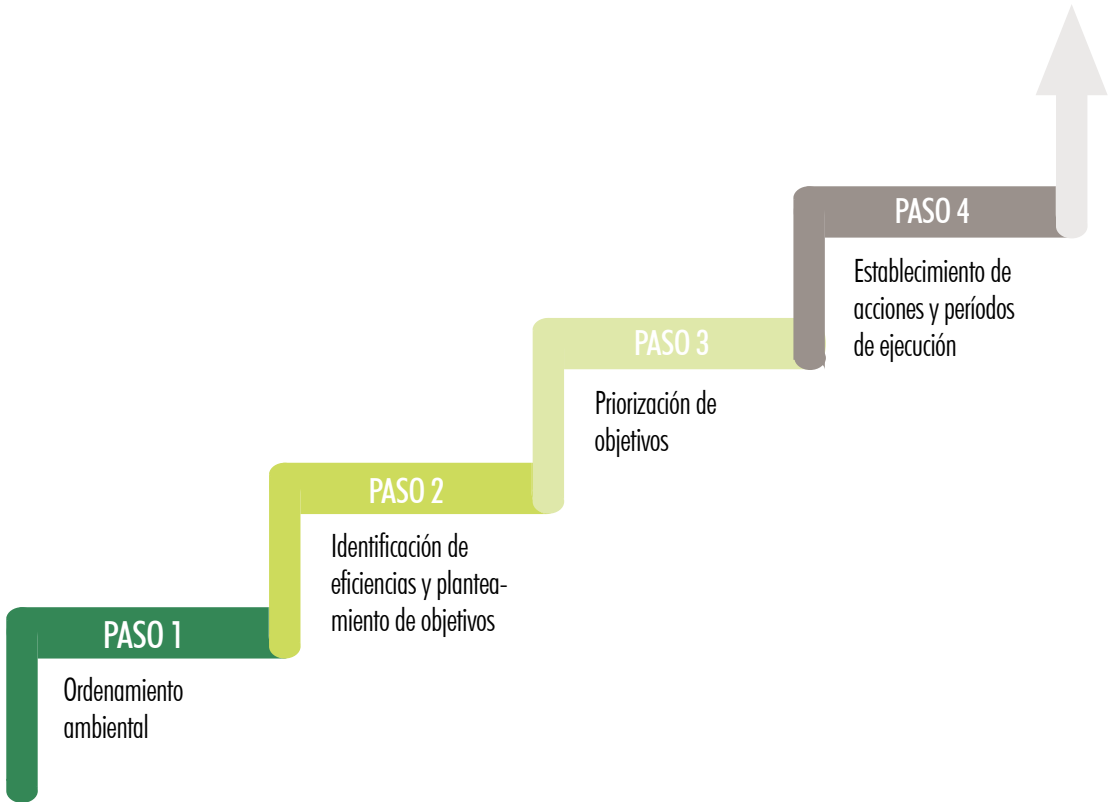 PASO 1
Ordenamiento
ambiental
PASO 2
Identificación de
eficiencias y plantea-
miento de objetivos
PASO 3
Priorización de
objetivos
PASO 4
Establecimiento de
acciones y períodos
de ejecución